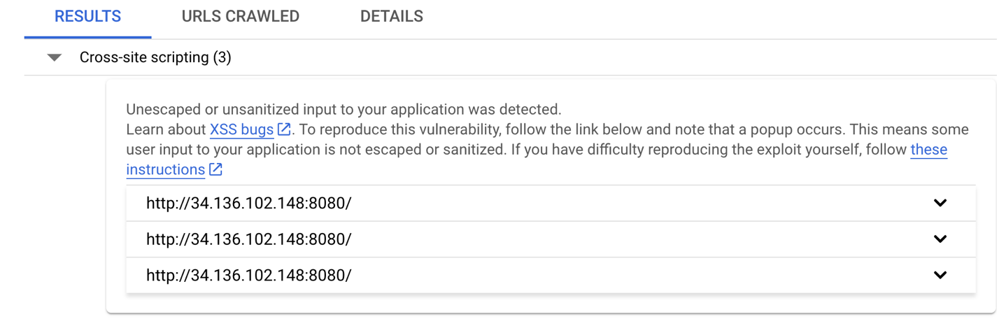 RESULTS URLS CRAWLED DETAILS
Cross-site scripting (3)
Unescaped or unsanitized input to your application was detected.
Learn about XSS bugs. To reproduce this vulnerability, follow the link below and note that a popup occurs. This means some
user input to your application is not escaped or sanitized. If you have difficulty reproducing the exploit yourself, follow these
instructions
http://34.136.102.148:8080/
http://34.136.102.148:8080/
http://34.136.102.148:8080/